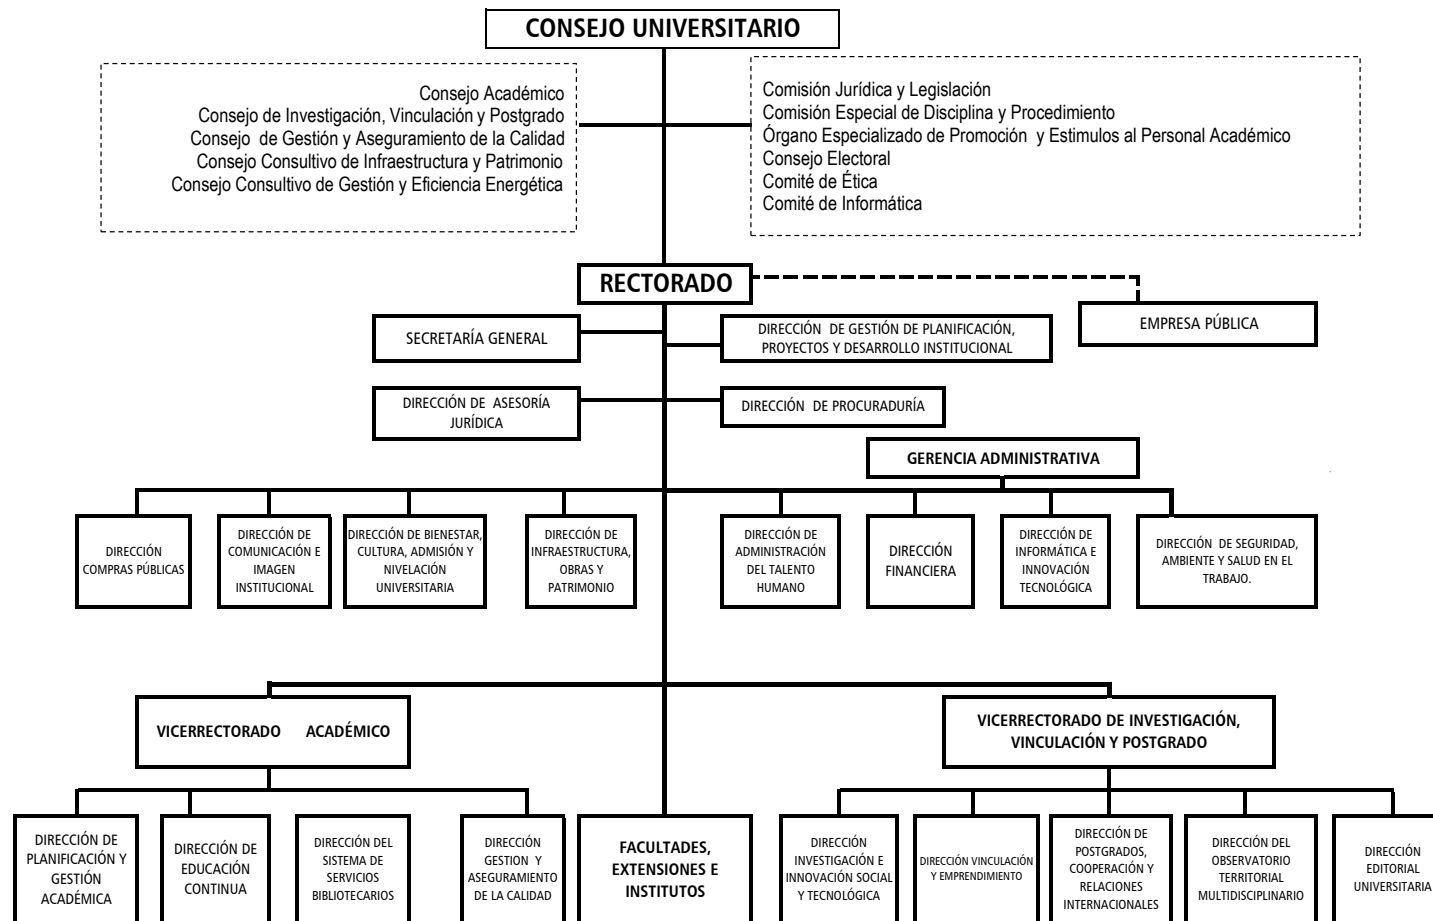 CONSEJO UNIVERSITARIO
Consejo Académico
Consejo de Investigación, Vinculación y Postgrado
Consejo de Gestión y Aseguramiento de la Calidad
Consejo Consultivo de Infraestructura y Patrimonio
Consejo Consultivo de Gestión y Eficiencia Energética
Comisión Jurídica y Legislación
Comisión Especial de Disciplina y Procedimiento
Órgano Especializado de Promoción y Estimulos al Personal Académico
Consejo Electoral
Comité de Ética
Comité de Informática
RECTORADO
EMPRESA PÚBLICA
SECRETARÍA GENERAL
DIRECCIÓN DE GESTIÓN DE PLANIFICACIÓN,
PROYECTOS Y DESARROLLO INSTITUCIONAL
DIRECCIÓN DE ASESORÍA
JURÍDICA
DIRECCIÓN DE PROCURADURÍA
GERENCIA ADMINISTRATIVA
DIRECCIÓN
COMPRAS PÚBLICAS
DIRECCIÓN DE
COMUNICACIÓN E
IMAGEN
INSTITUCIONAL
DIRECCIÓN DE BIENESTAR,
CULTURA, ADMISIÓN Y
NIVELACIÓN
UNIVERSITARIA
DIRECCIÓN DE
INFRAESTRUCTURA,
OBRAS Y
PATRIMONIO
DIRECCIÓN DE
ADMINISTRACIÓN
DEL TALENTO
HUMANO
DIRECCIÓN
FINANCIERA
DIRECCIÓN DE
INFORMÁTICA E
INNOVACIÓN
TECNOLÓGICA
DIRECCIÓN DE SEGURIDAD,
AMBIENTE Y SALUD EN EL
TRABAJO.
VICERRECTORADO ACADÉMICO
VICERRECTORADO DE INVESTIGACIÓN,
VINCULACIÓN Y POSTGRADO
DIRECCIÓN DE
PLANIFICACIÓN Y
GESTIÓN
ACADÉMICA
DIRECCIÓN DE
EDUCACIÓN
CONTINUA
DIRECCIÓN DEL
SISTEMA DE
SERVICIOS
BIBLIOTECARIOS
DIRECCIÓN
GESTION Y
ASEGURAMIENTO
DE LA CALIDAD
FACULTADES,
EXTENSIONES E
INSTITUTOS
DIRECCIÓN
INVESTIGACIÓN E
INNOVACIÓN SOCIAL
Y TECNOLÓGICA
DIRECCIÓN VINCULACIÓN
Y EMPRENDIMIENTO
DIRECCIÓN DE
POSTGRADOS,
COOPERACIÓN Y
RELACIONES
INTERNACIONALES
DIRECCIÓN DEL
OBSERVATORIO
TERRITORIAL
MULTIDISCIPLINARIO
DIRECCIÓN
EDITORIAL
UNIVERSITARIA